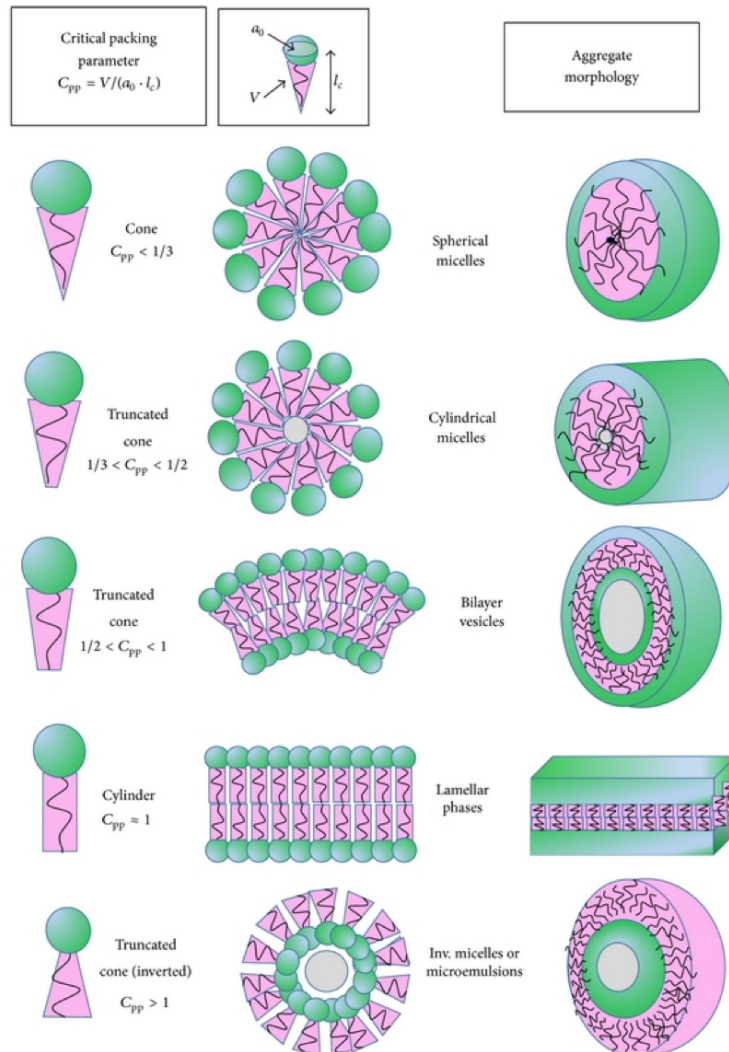 Critical packing
parameter
C_pp = V/(a_0 · l_c)
a_0
V
l_c
Aggregate
morphology
Cone
C_pp < 1/3
Spherical
micelles
Truncated
cone
1/3 < C_pp < 1/2
Cylindrical
micelles
Truncated
cone
1/2 < C_pp < 1
Bilayer
vesicles
Cylinder
C_pp ≈ 1
Lamellar
phases
Truncated
cone (inverted)
C_pp > 1
Inv. micelles or
microemulsions